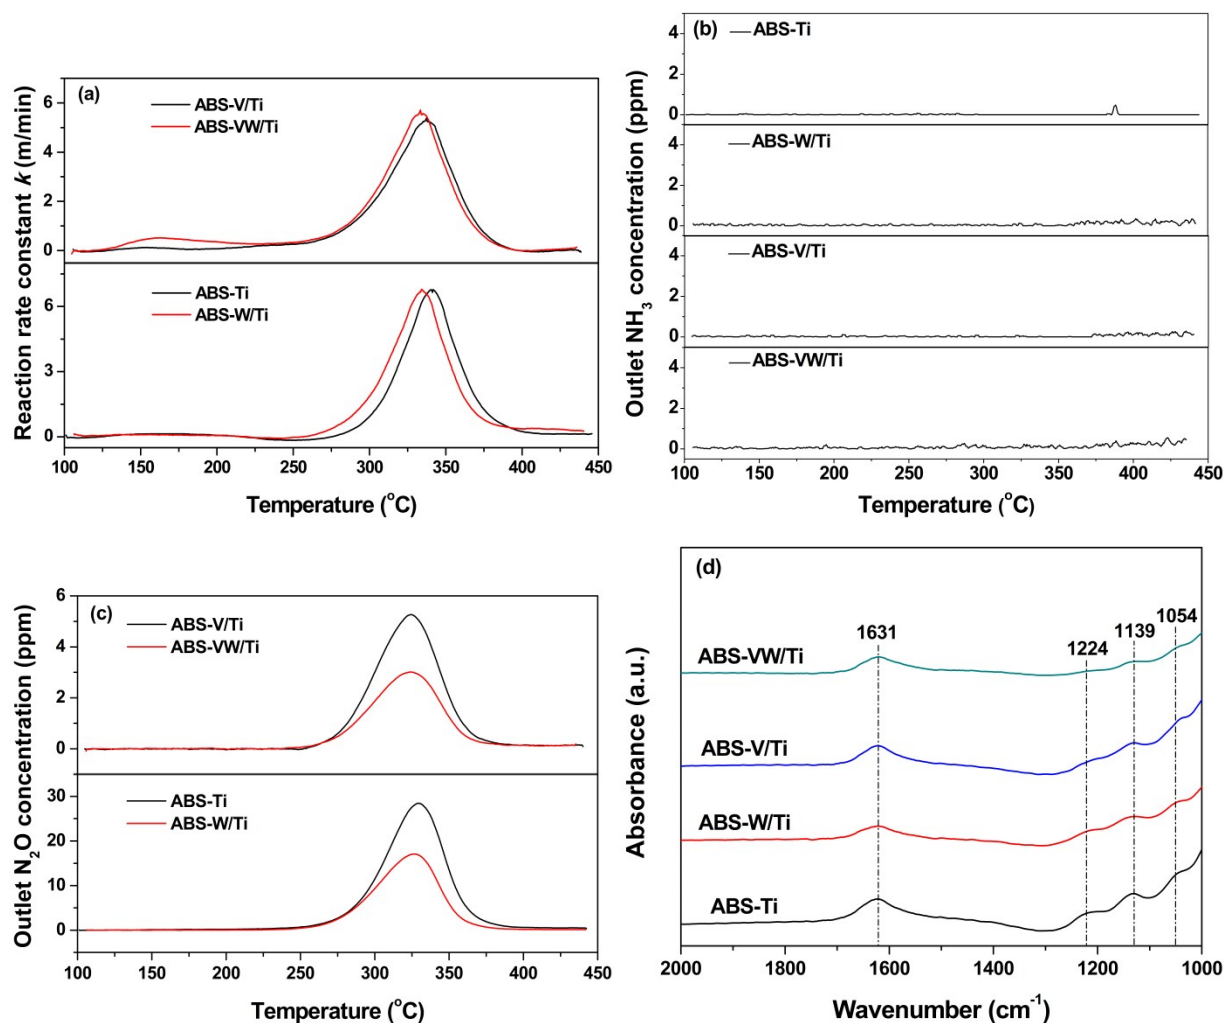 (a)
ABS-V/Ti
ABS-VW/Ti
6
4
2
0
Reaction rate constant k (m/min)
ABS-Ti
ABS-W/Ti
6
3
0
100 150 200 250 300 350 400 450
Temperature (°C)
(b)
ABS-Ti
4
2
0
ABS-W/Ti
4
2
0
Outlet NH3 concentration (ppm)
ABS-V/Ti
4
2
0
ABS-VW/Ti
4
2
0
100 150 200 250 300 350 400 450
Temperature (°C)
(c)
ABS-V/Ti
ABS-VW/Ti
6
4
2
0
Outlet N2O concentration (ppm)
ABS-Ti
ABS-W/Ti
30
20
10
0
100 150 200 250 300 350 400 450
Temperature (°C)
(d)
1631
1224
1139
1054
ABS-VW/Ti
ABS-V/Ti
ABS-W/Ti
ABS-Ti
Absorbance (a.u.)
2000 1800 1600 1400 1200 1000
Wavenumber (cm-1)